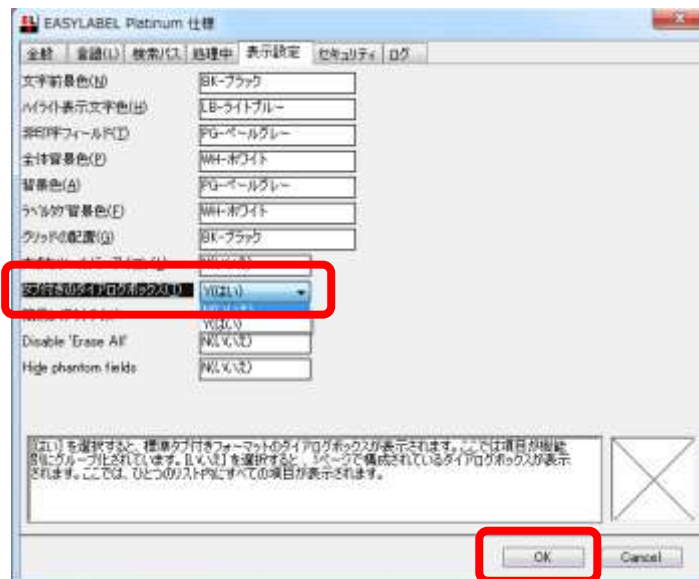 EASYLABEL Platinum 仕様
全般 言語(L) 検索パス 処理中 表示設定 セキュリティ ログ
文字前景色(N) BK-ブラック
ハイライト表示文字色(H) LB-ライトブルー
非印字フィールド(T) PG-ペールグレー
全体背景色(P) WH-ホワイト
背景色(A) PG-ペールグレー
ラベル外背景色(F) WH-ホワイト
グリッドの配置(G) BK-ブラック
N(いいえ)
タブ付きのダイアログボックス(T) Y(はい)
Y(はい)
Disable 'Erase All' N(いいえ)
Hide phantom fields N(いいえ)
[はい] を選択すると、標準タブ付きフォーマットのダイアログボックスが表示されます。ここでは項目が機能
別にグループ化されています。[いいえ] を選択すると、1ページで構成されているダイアログボックスが表示
されます。ここでは、ひとつのリスト内にすべての項目が表示されます。
OK Cancel